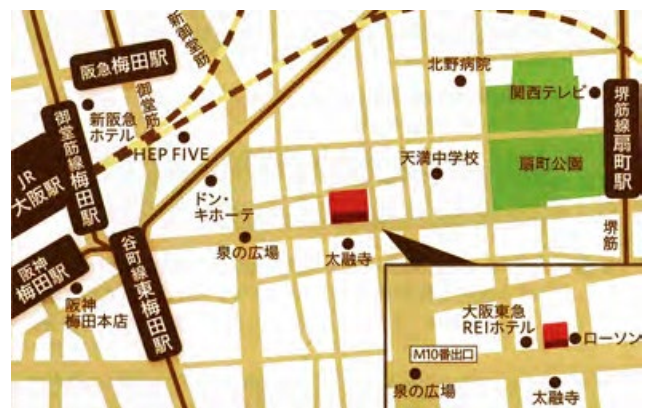 阪急梅田駅
新御堂筋
御堂筋
北野病院
関西テレビ
堺筋線扇町駅
新阪急
ホテル
御堂筋線梅田駅
HEP FIVE
天満中学校
扇町公園
JR
大阪駅
ドン・
キホーテ
泉の広場
太融寺
堺筋
阪神
梅田駅
谷町線東梅田駅
阪神
梅田本店
大阪東急
REIホテル
ローソン
M10番出口
泉の広場
太融寺